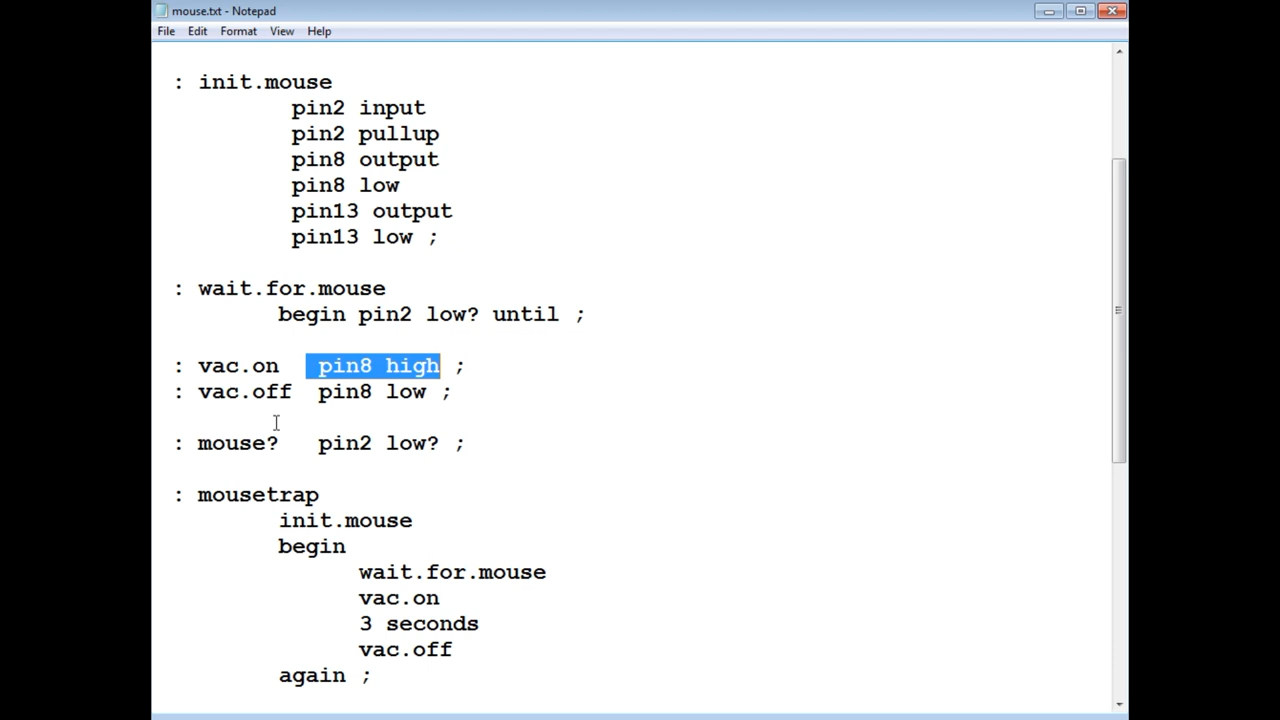 mouse.txt - Notepad
File Edit Format View Help
: init.mouse
pin2 input
pin2 pullup
pin8 output
pin8 low
pin13 output
pin13 low ;
: wait.for.mouse
begin pin2 low? until ;
: vac.on pin8 high ;
: vac.off pin8 low ;
: mouse? pin2 low? ;
: mousetrap
init.mouse
begin
wait.for.mouse
vac.on
3 seconds
vac.off
again ;